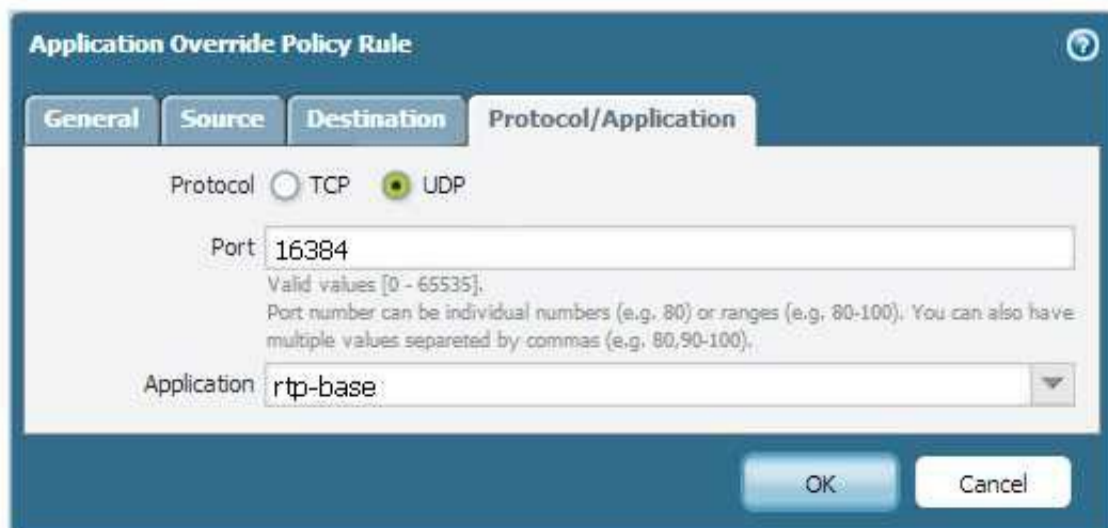 Application Override Policy Rule
?
General Source Destination Protocol/Application
Protocol TCP UDP
Port 16384
Valid values [0 - 65535].
Port number can be individual numbers (e.g. 80) or ranges (e.g. 80-100). You can also have
multiple values separeted by commas (e.g. 80,90-100).
Application rtp-base
OK Cancel